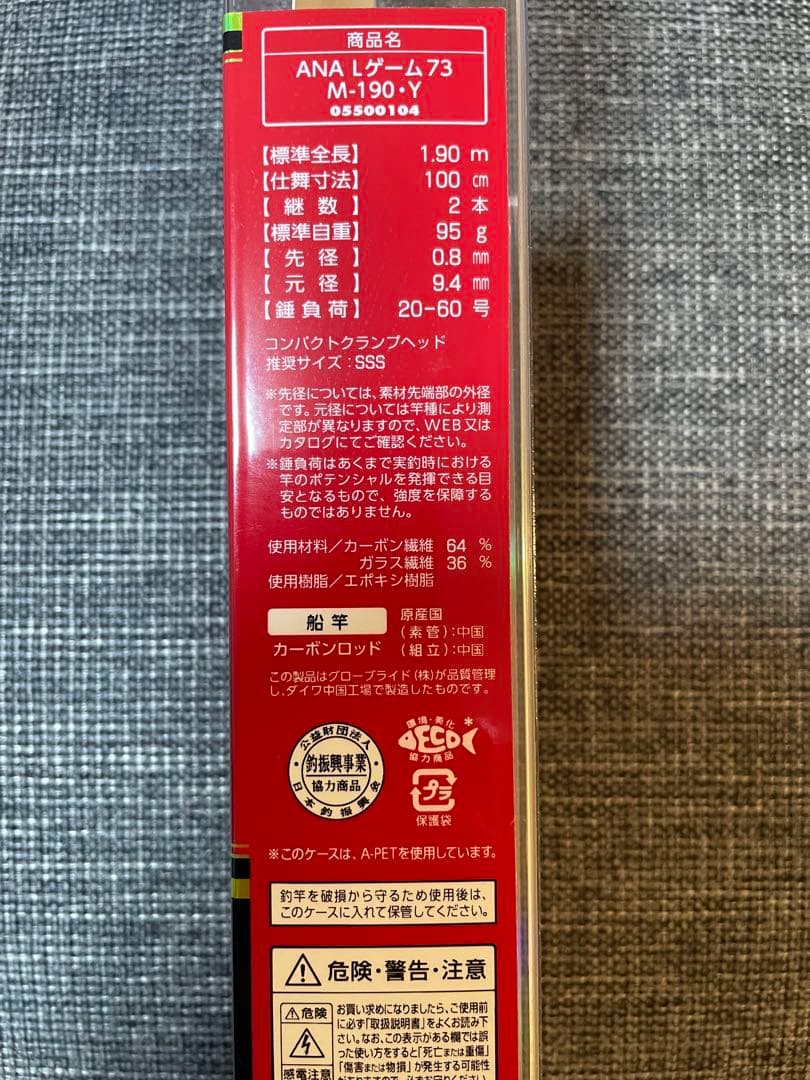 商品名
ANA Lゲーム73
M-190・Y
05500104
【標準全長】 1.90 m
【仕舞寸法】 100 cm
【継数】 2 本
【標準自重】 95 g
【先径】 0.8 mm
【元径】 9.4 mm
【錘負荷】 20-60 号
コンパクトクランプヘッド
推奨サイズ:SSS
※先径については、素材先端部の外径
です。元径については竿種により測
定部が異なりますので、WEB又は
カタログにてご確認ください。
※錘負荷はあくまで実釣時における
竿のポテンシャルを発揮できる目
安となるもので、強度を保障する
ものではありません。
使用材料/カーボン繊維 64 %
ガラス繊維 36 %
使用樹脂/エポキシ樹脂
船竿
カーボンロッド
原産国
(素管):中国
(組立):中国
この製品はグローブライド(株)が品質管理
し、ダイワ中国工場で製造したものです。
公益財団法人
釣振興事業
協力商品
日本釣振興会
環境・美化
ECO
*
協力商品
プラ
保護袋
※このケースは、A-PETを使用しています。
釣竿を破損から守るため使用後は、
このケースに入れて保管してください。
危険・警告・注意
危険
感電注意
お買い求めになりましたら、ご使用前
に必ず「取扱説明書」をよくお読み下
さい。なお、この表示がある欄では誤
った使い方をすると「死亡または重傷」
「傷害または物損」が発生する可能性
がありますので、必ずお守りください